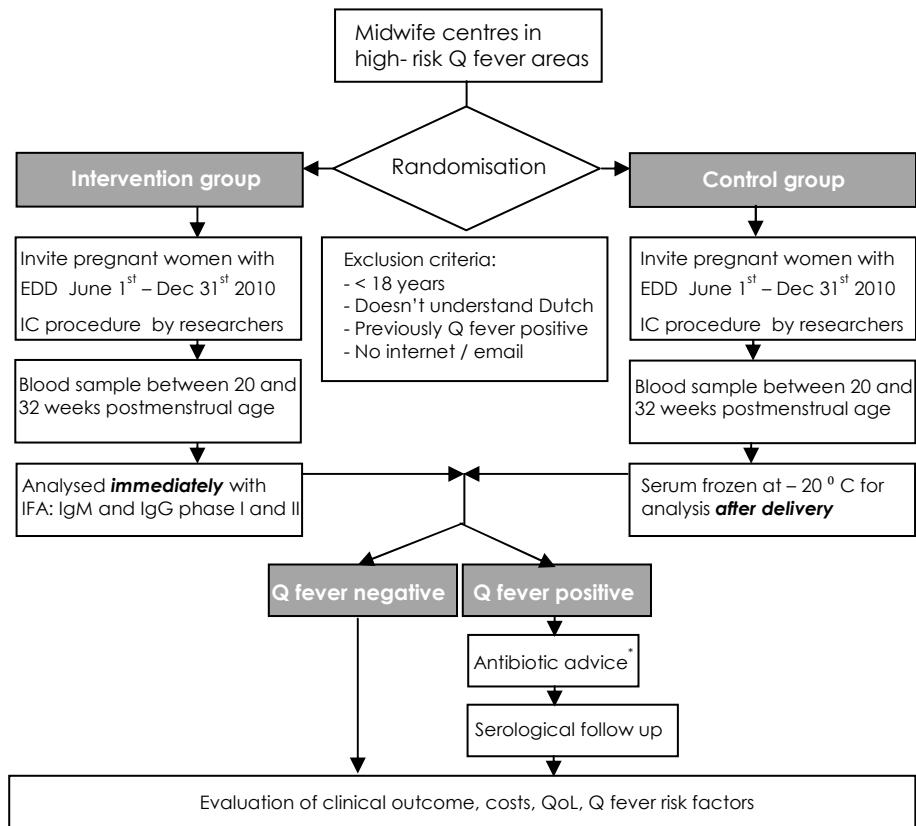 Midwife centres in
high- risk Q fever areas
Randomisation
Intervention group
Control group
Invite pregnant women with
EDD June 1st – Dec 31st 2010
IC procedure by researchers
Exclusion criteria:
- < 18 years
- Doesn't understand Dutch
- Previously Q fever positive
- No internet / email
Invite pregnant women with
EDD June 1st – Dec 31st 2010
IC procedure by researchers
Blood sample between 20 and
32 weeks postmenstrual age
Blood sample between 20 and
32 weeks postmenstrual age
Analysed immediately with
IFA: IgM and IgG phase I and II
Serum frozen at – 20 ⁰ C for
analysis after delivery
Q fever negative
Q fever positive
Antibiotic advice*
Serological follow up
Evaluation of clinical outcome, costs, QoL, Q fever risk factors